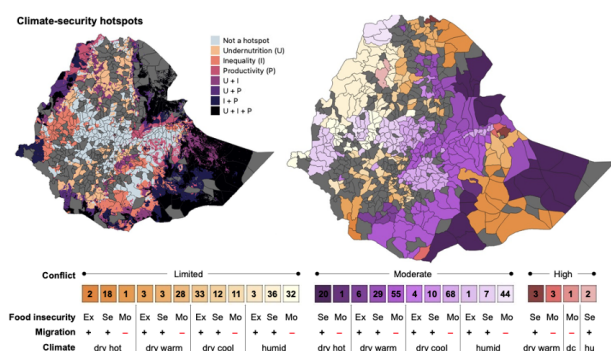 Climate-security hotspots
Not a hotspot
Undernutrition (U)
Inequality (I)
Productivity (P)
U + I
U + P
I + P
U + I + P
Conflict Limited Moderate High
2 18 1 3 3 28 33 12 11 3 36 32 20 1 6 29 55 4 10 68 1 7 44 3 3 1 2
Food insecurity Ex Se Mo Ex Se Mo Ex Se Mo Ex Se Mo Se Mo Ex Se Mo Ex Se Mo Ex Se Mo Se Mo Mo Se
Migration + + − + + − + + − + + − + − + + − + + − + + − + − − +
Climate dry hot dry warm dry cool humid dry hot dry warm dry cool humid dry warm dc hu